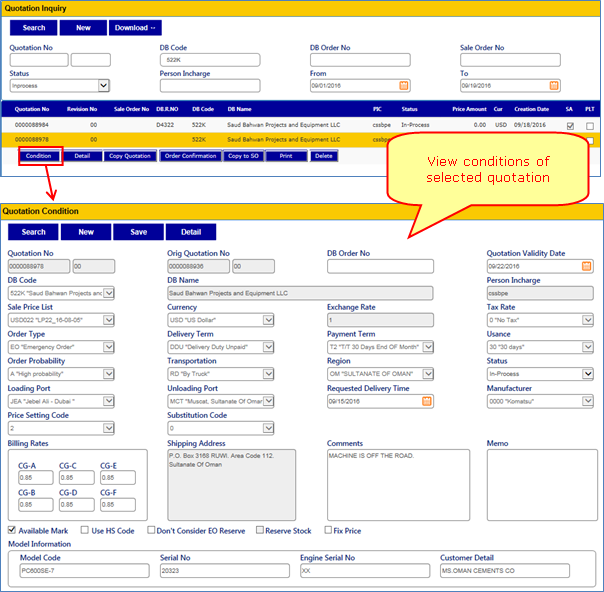 Quotation Inquiry
Search New Download
Quotation No DB Code DB Order No Sale Order No
522K
Status Person Incharge From To
Inprocess 09/01/2016 09/19/2016
Quotation No Revision No Sale Order No DB.R.NO DB Code DB Name PIC Status Price Amount Cur Creation Date SA PLT
0000088984 00 D4322 522K Saud Bahwan Projects and Equipment LLC cssbpe In-Process 0.00 USD 09/18/2016
0000088978 00 522K Saud Bahwan Projects and Equipment LLC cssbpe
Condition Detail Copy Quotation Order Confirmation Copy to SO Print Delete
View conditions of
selected quotation
Quotation Condition
Search New Save Detail
Quotation No Orig Quotation No DB Order No Quotation Validity Date
0000088978 00 0000088936 00 09/22/2016
DB Code DB Name Person Incharge
522K "Saud Bahwan Projects and Saud Bahwan Projects and Equipment LLC cssbpe
Sale Price List Currency Exchange Rate Tax Rate
USD022 "LP22_16-08-06" USD "US Dollar" 1 0 "No Tax"
Order Type Delivery Term Payment Term Usance
EO "Emergency Order" DDU "Delivery Duty Unpaid" T2 "T/T 30 Days End OF Month" 30 "30 days"
Order Probability Transportation Region Status
A "High probability" RD "By Truck" OM "SULTANATE OF OMAN" In-Process
Loading Port Unloading Port Requested Delivery Time Manufacturer
JEA "Jebel Ali - Dubai " MCT "Muscat, Sultanate Of Oman 09/15/2016 0000 "Komatsu"
Price Setting Code Substitution Code
2 0
Billing Rates Shipping Address Comments Memo
P.O. Box 3168 RUWI. Area Code 112, MACHINE IS OFF THE ROAD.
Sultanate Of Oman
CG-A CG-C CG-E
0.85 0.85 0.85
CG-B CG-D CG-F
0.85 0.85 0.85
Available Mark Use HS Code Don't Consider EO Reserve Reserve Stock Fix Price
Model Information
Model Code Serial No Engine Serial No Customer Detail
PC600SE-7 20323 XX MS.OMAN CEMENTS CO